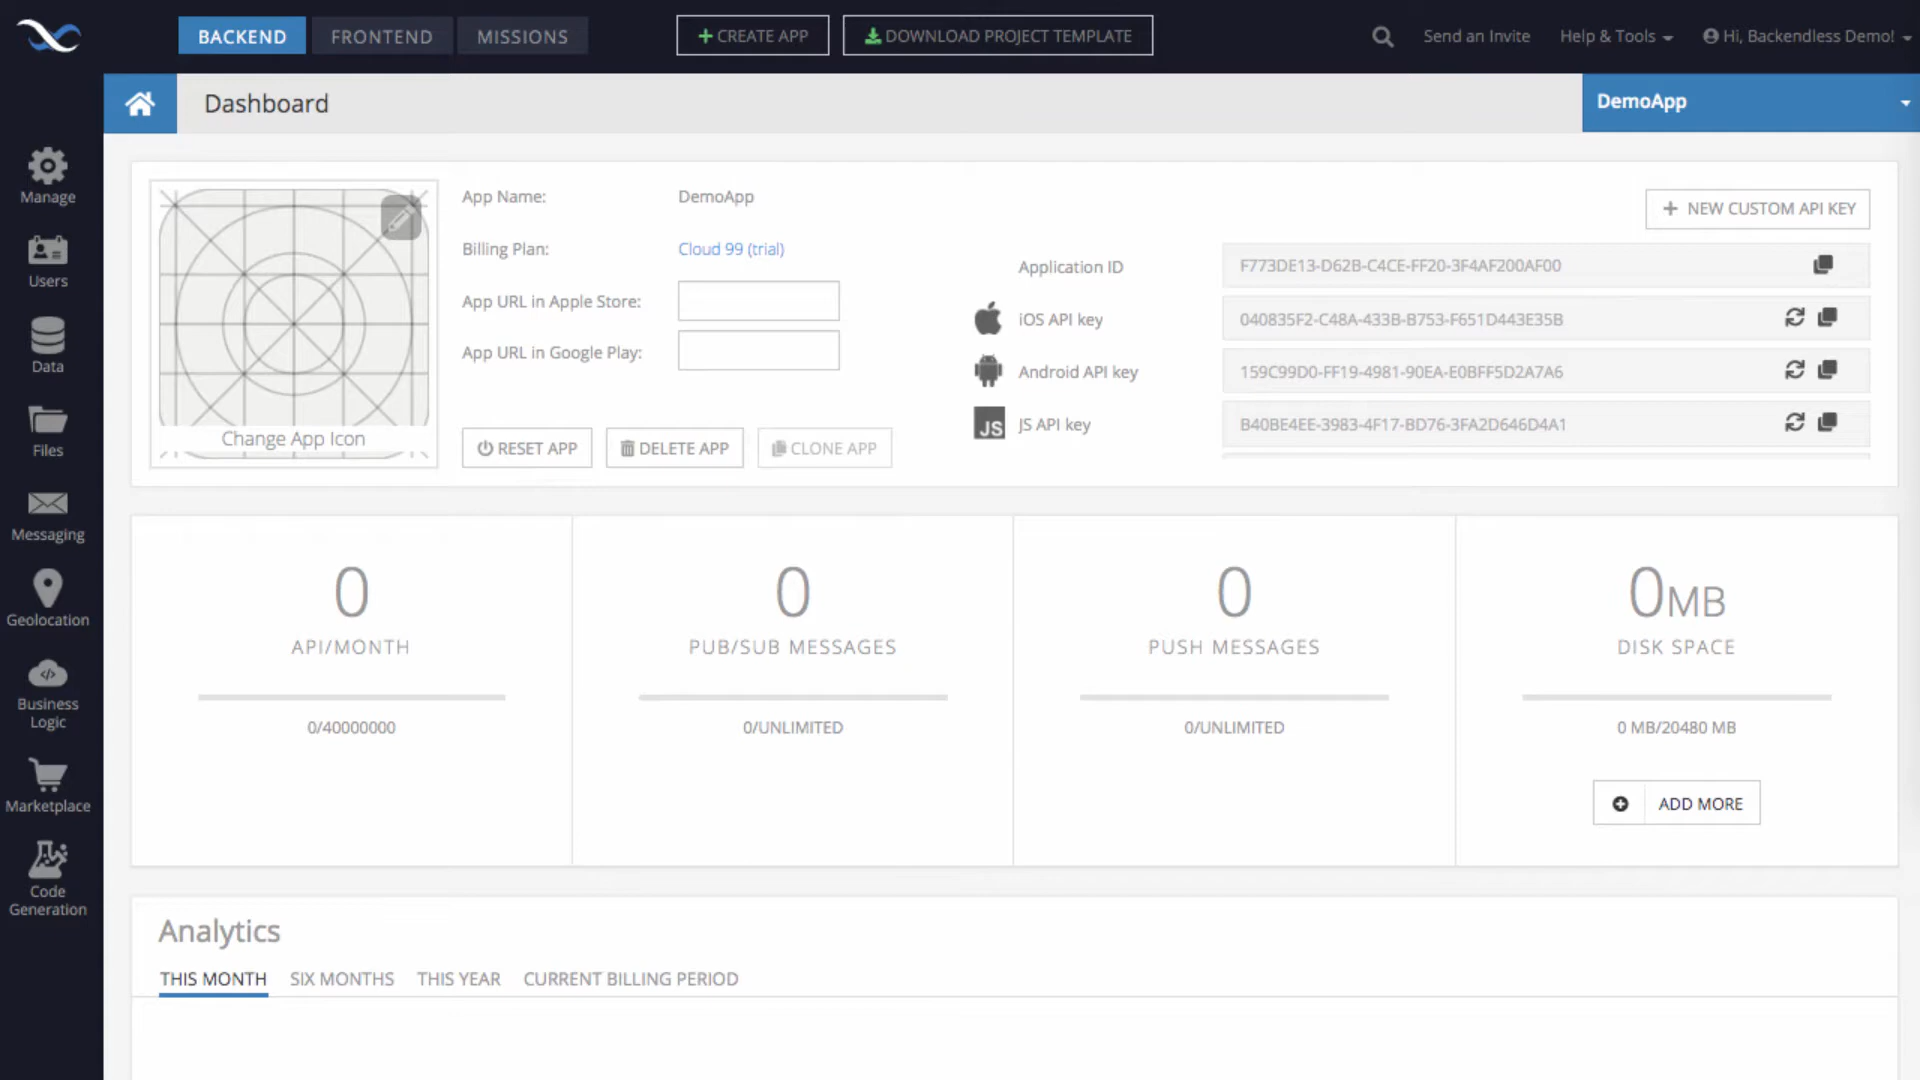 BACKEND FRONTEND MISSIONS
CREATE APP
DOWNLOAD PROJECT TEMPLATE
Send an Invite
Help & Tools
Hi, Backendless Demo!
Dashboard
DemoApp
Manage
Users
Data
Files
Messaging
Geolocation
Business
Logic
Marketplace
Code
Generation
Change App Icon
App Name: DemoApp
Billing Plan: Cloud 99 (trial)
App URL in Apple Store:
App URL in Google Play:
RESET APP
DELETE APP
CLONE APP
NEW CUSTOM API KEY
Application ID F773DE13-D62B-C4CE-FF20-3F4AF200AF00
iOS API key 040835F2-C48A-433B-B753-F651D443E35B
Android API key 159C99D0-FF19-4981-90EA-E0BFF5D2A7A6
JS
JS API key B40BE4EE-3983-4F17-BD76-3FA2D646D4A1
0
API/MONTH
0/40000000
0
PUB/SUB MESSAGES
0/UNLIMITED
0
PUSH MESSAGES
0/UNLIMITED
0MB
DISK SPACE
0 MB/20480 MB
ADD MORE
Analytics
THIS MONTH SIX MONTHS THIS YEAR CURRENT BILLING PERIOD